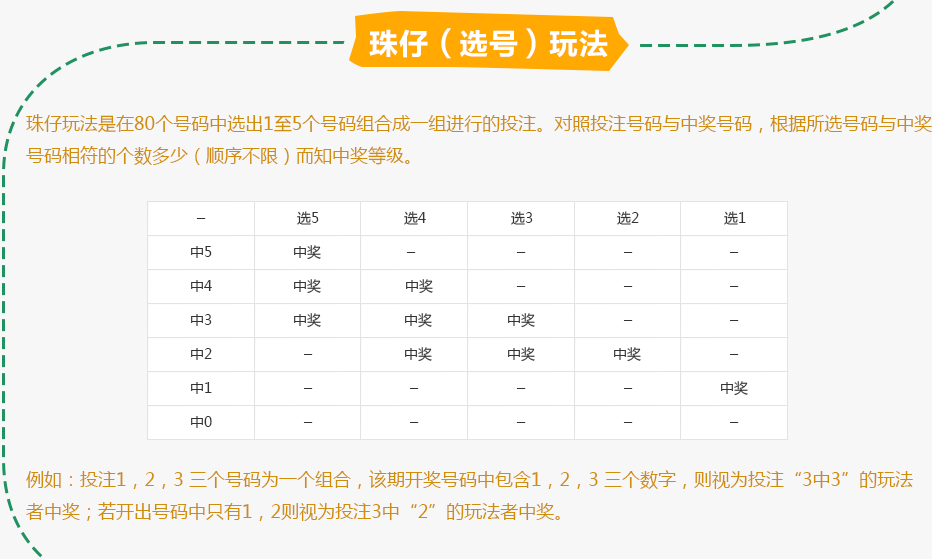 珠仔（选号）玩法
珠仔玩法是在80个号码中选出1至5个号码组合成一组进行的投注。对照投注号码与中奖号码，根据所选号码与中奖
号码相符的个数多少（顺序不限）而知中奖等级。
– 选5 选4 选3 选2 选1
中5 中奖 – – – –
中4 中奖 中奖 – – –
中3 中奖 中奖 中奖 – –
中2 – 中奖 中奖 中奖 –
中1 – – – – 中奖
中0 – – – – –
例如：投注1，2，3 三个号码为一个组合，该期开奖号码中包含1，2，3 三个数字，则视为投注“3中3”的玩法
者中奖；若开出号码中只有1，2则视为投注3中“2”的玩法者中奖。